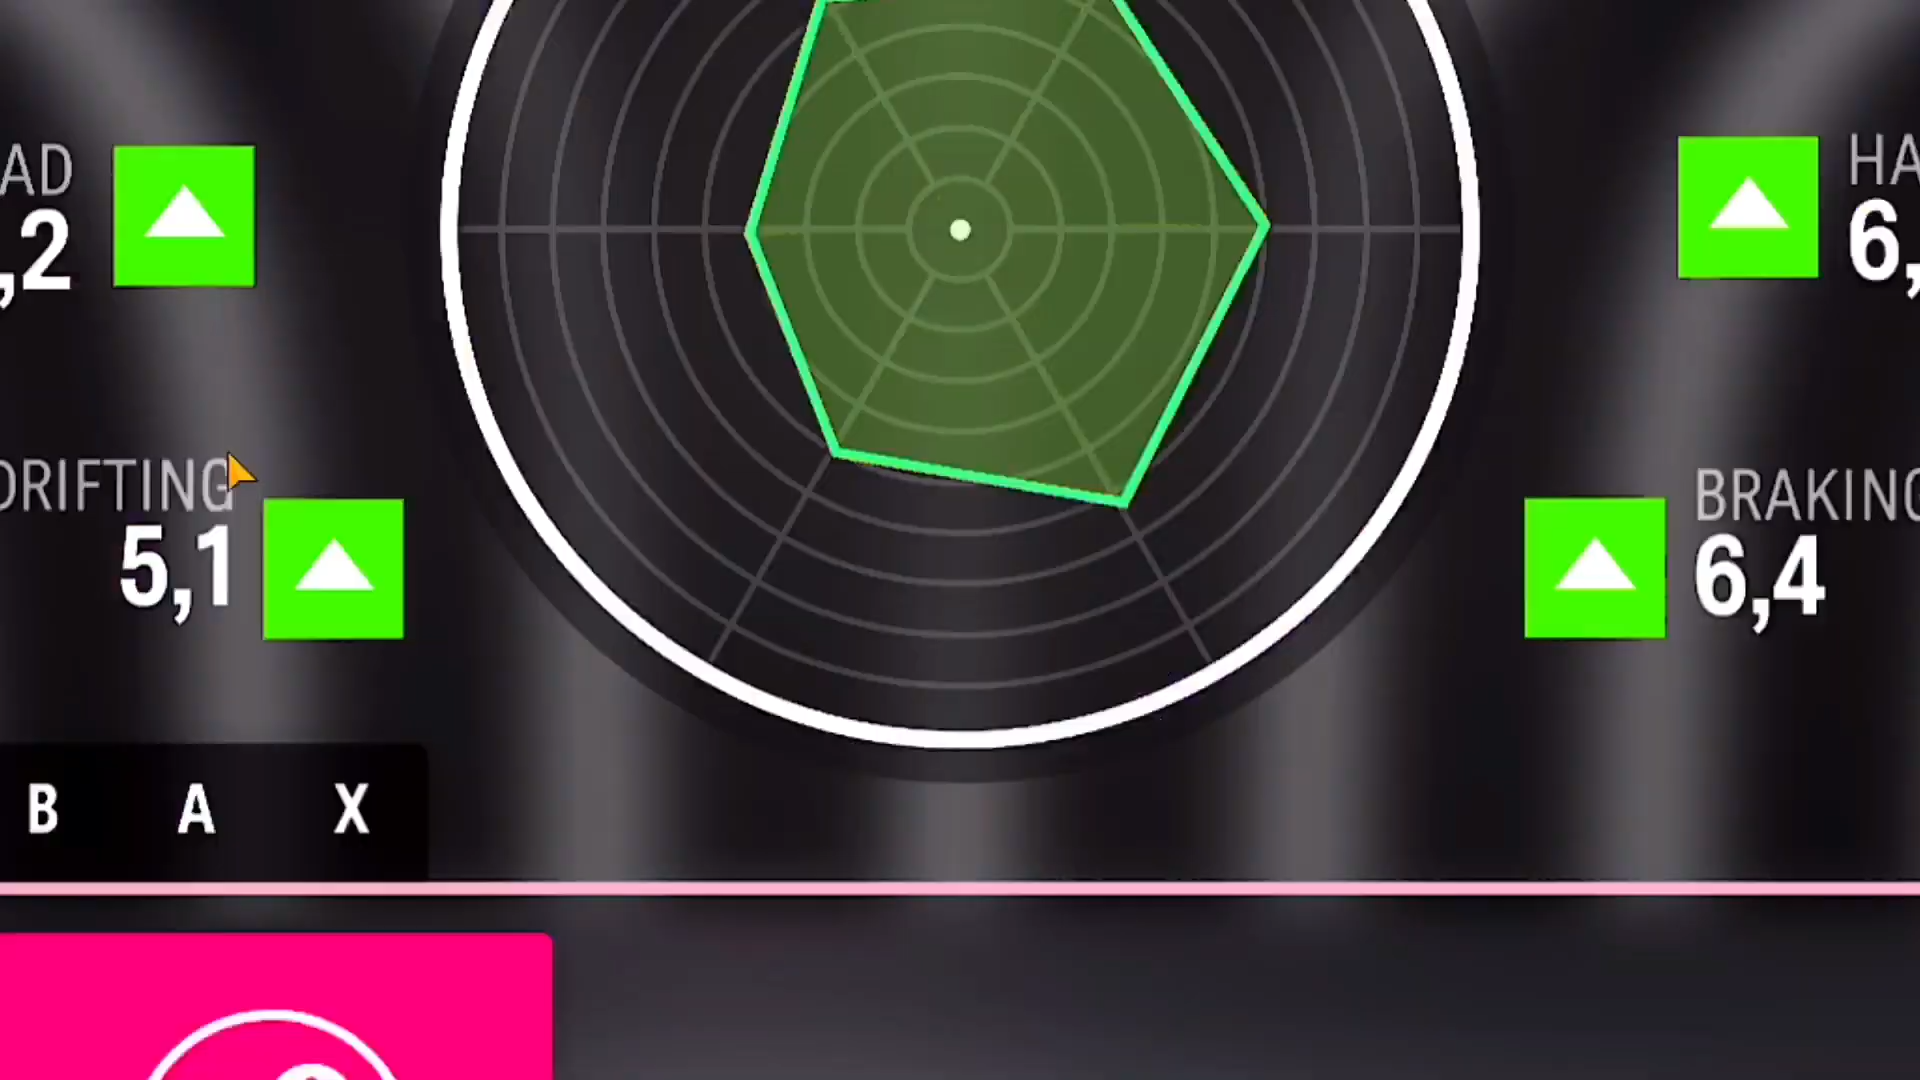 AD
,2
HA
6,
DRIFTING
5,1
BRAKING
6,4
B A X